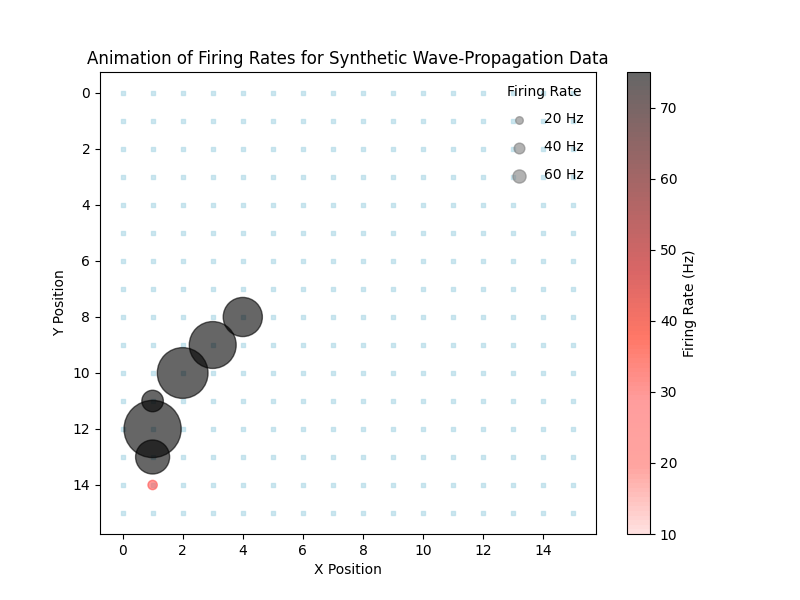 Animation of Firing Rates for Synthetic Wave-Propagation Data
Firing Rate
20 Hz
40 Hz
60 Hz
0
2
4
6
8
10
12
14
Y Position
0
2
4
6
8
10
12
14
X Position
70
60
50
40
30
20
10
Firing Rate (Hz)